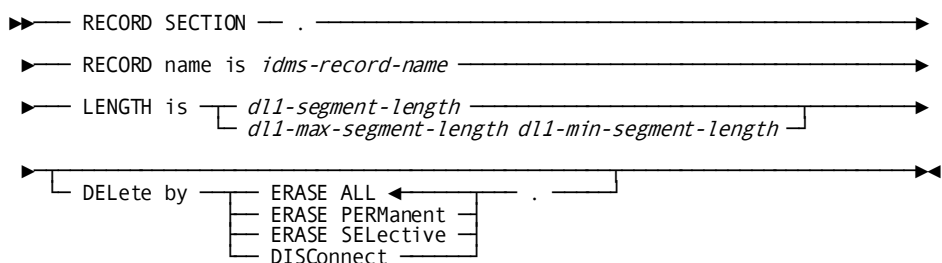 RECORD SECTION .
RECORD name is idms-record-name
LENGTH is dl1-segment-length
dl1-max-segment-length dl1-min-segment-length
DELete by ERASE ALL .
ERASE PERManent
ERASE SELective
DISConnect